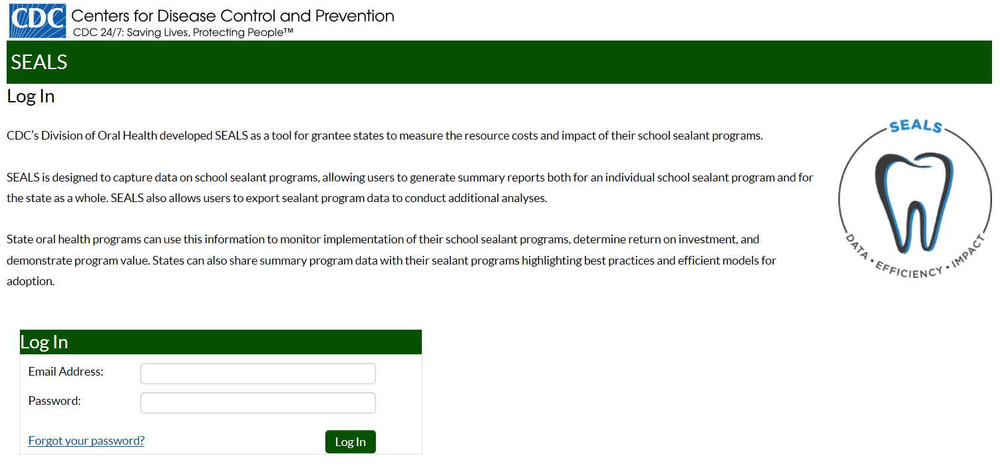 CDC Centers for Disease Control and Prevention
CDC 24/7: Saving Lives, Protecting People™
SEALS
Log In
CDC’s Division of Oral Health developed SEALS as a tool for grantee states to measure the resource costs and impact of their school sealant programs.
SEALS is designed to capture data on school sealant programs, allowing users to generate summary reports both for an individual school sealant program and for
the state as a whole. SEALS also allows users to export sealant program data to conduct additional analyses.
State oral health programs can use this information to monitor implementation of their school sealant programs, determine return on investment, and
demonstrate program value. States can also share summary program data with their sealant programs highlighting best practices and efficient models for
adoption.
SEALS
DATA • EFFICIENCY • IMPACT
Log In
Email Address:
Password:
Forgot your password?
Log In